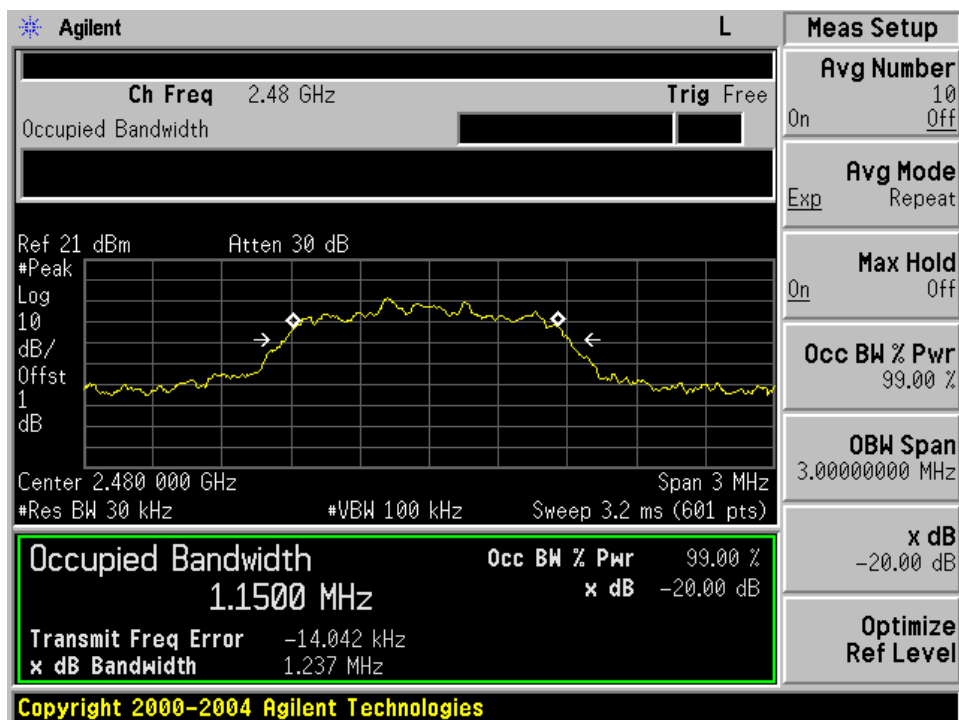 Agilent L Meas Setup
Ch Freq 2.48 GHz Trig Free
Occupied Bandwidth
Ref 21 dBm Atten 30 dB
#Peak
Log
10
dB/
Offst
1
dB
Center 2.480 000 GHz Span 3 MHz
#Res BW 30 kHz #VBW 100 kHz Sweep 3.2 ms (601 pts)
Occupied Bandwidth Occ BW % Pwr 99.00 %
1.1500 MHz x dB -20.00 dB
Transmit Freq Error -14.042 kHz
x dB Bandwidth 1.237 MHz
Avg Number
10
On Off
Avg Mode
Exp Repeat
Max Hold
On Off
Occ BW % Pwr
99.00 %
OBW Span
3.00000000 MHz
x dB
-20.00 dB
Optimize
Ref Level
Copyright 2000-2004 Agilent Technologies